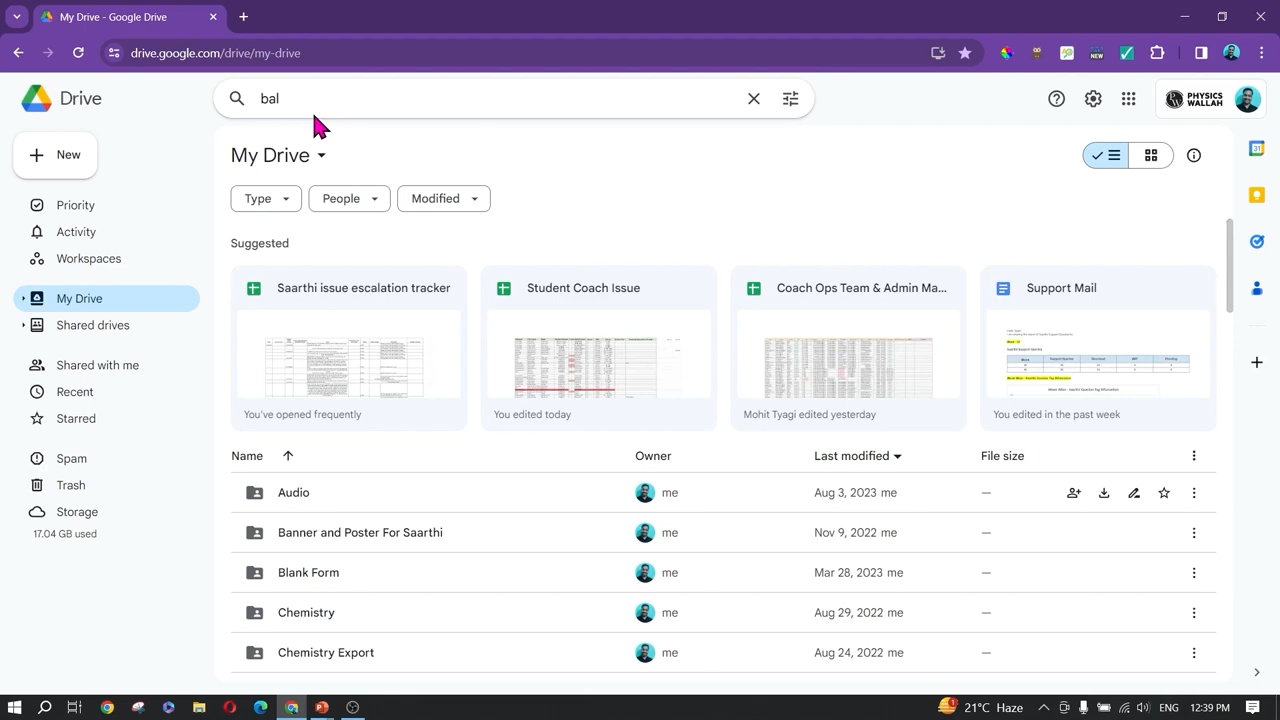 My Drive - Google Drive
drive.google.com/drive/my-drive
NEW
Drive
bal
PHYSICS
WALLAH
New
My Drive
Type
People
Modified
Priority
Activity
Workspaces
My Drive
Shared drives
Shared with me
Recent
Starred
Spam
Trash
Storage
17.04 GB used
Suggested
Saarthi issue escalation tracker
You've opened frequently
Student Coach Issue
You edited today
Coach Ops Team & Admin Ma...
Mohit Tyagi edited yesterday
Support Mail
You edited in the past week
Name Owner Last modified File size
Audio me Aug 3, 2023 me —
Banner and Poster For Saarthi me Nov 9, 2022 me —
Blank Form me Mar 28, 2023 me —
Chemistry me Aug 29, 2022 me —
Chemistry Export me Aug 24, 2022 me —
31
1
21°C Haze
ENG
12:39 PM